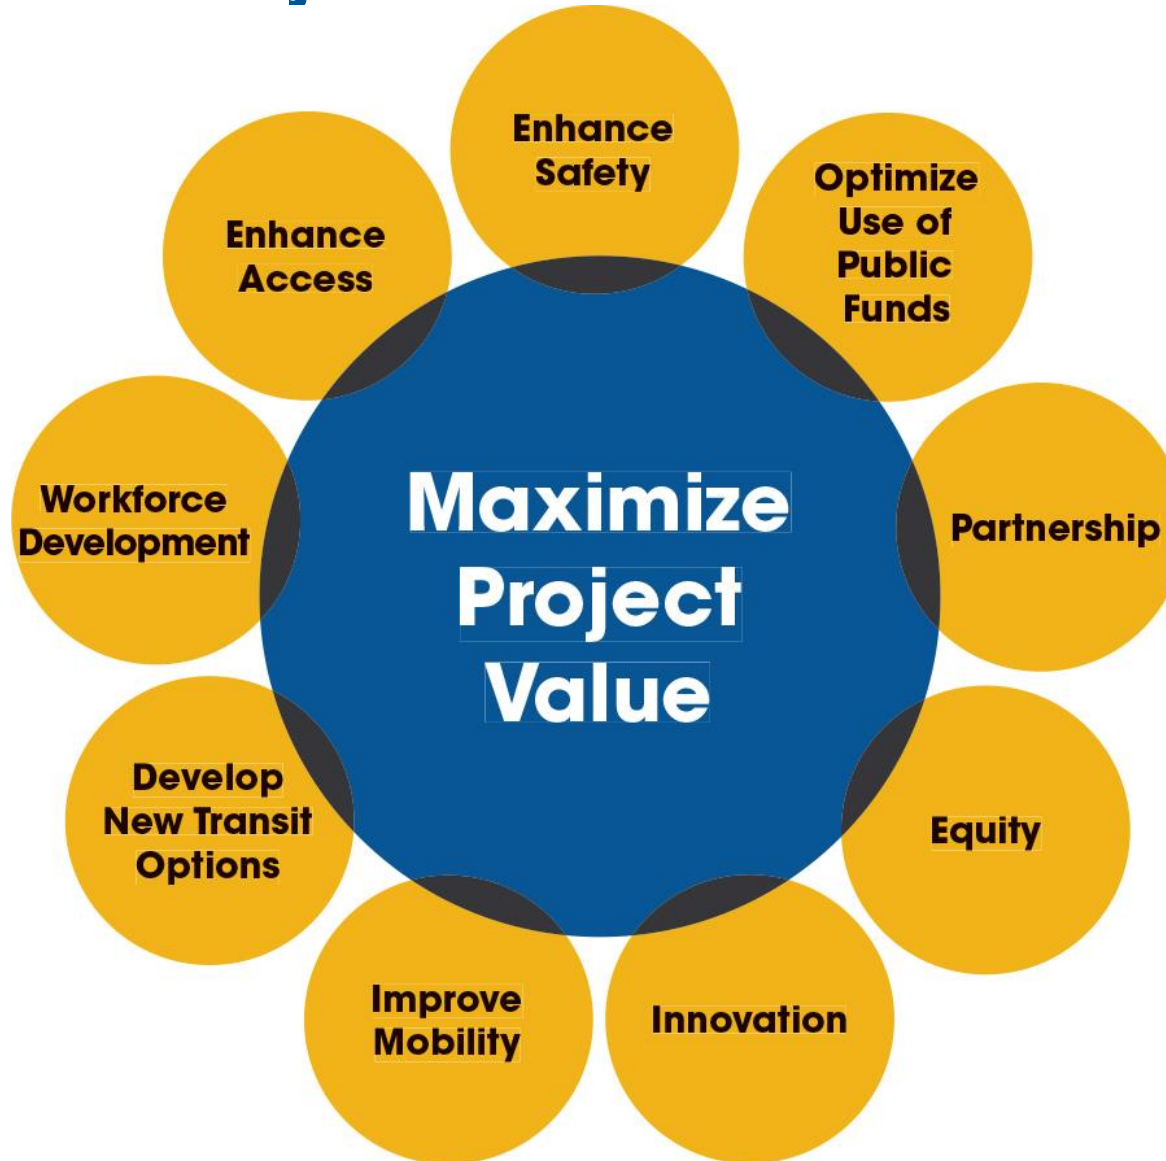 Enhance
Safety
Optimize
Use of
Public
Funds
Partnership
Equity
Innovation
Improve
Mobility
Develop
New Transit
Options
Workforce
Development
Enhance
Access
Maximize
Project
Value